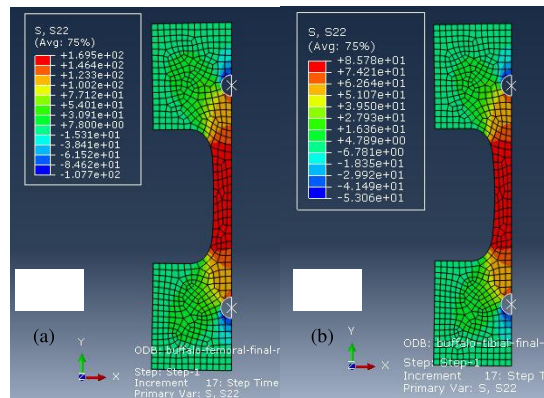 S, S22
(Avg: 75%)
+1.695e+02
+1.464e+02
+1.233e+02
+1.002e+02
+7.712e+01
+5.401e+01
+3.091e+01
+7.800e+00
-1.531e+01
-3.841e+01
-6.152e+01
-8.462e+01
-1.077e+02
(a)
Y
Z
X
ODB: buffalo-femoral-final-r
Step: Step-1
Increment 17: Step Time
Primary Var: S, S22
S, S22
(Avg: 75%)
+8.578e+01
+7.421e+01
+6.264e+01
+5.107e+01
+3.950e+01
+2.793e+01
+1.636e+01
+4.789e+00
-6.781e+00
-1.835e+01
-2.992e+01
-4.149e+01
-5.306e+01
(b)
Y
Z
X
ODB: buffalo-tibial-final-
Step: Step-1
Increment 17: Step Time
Primary Var: S, S22